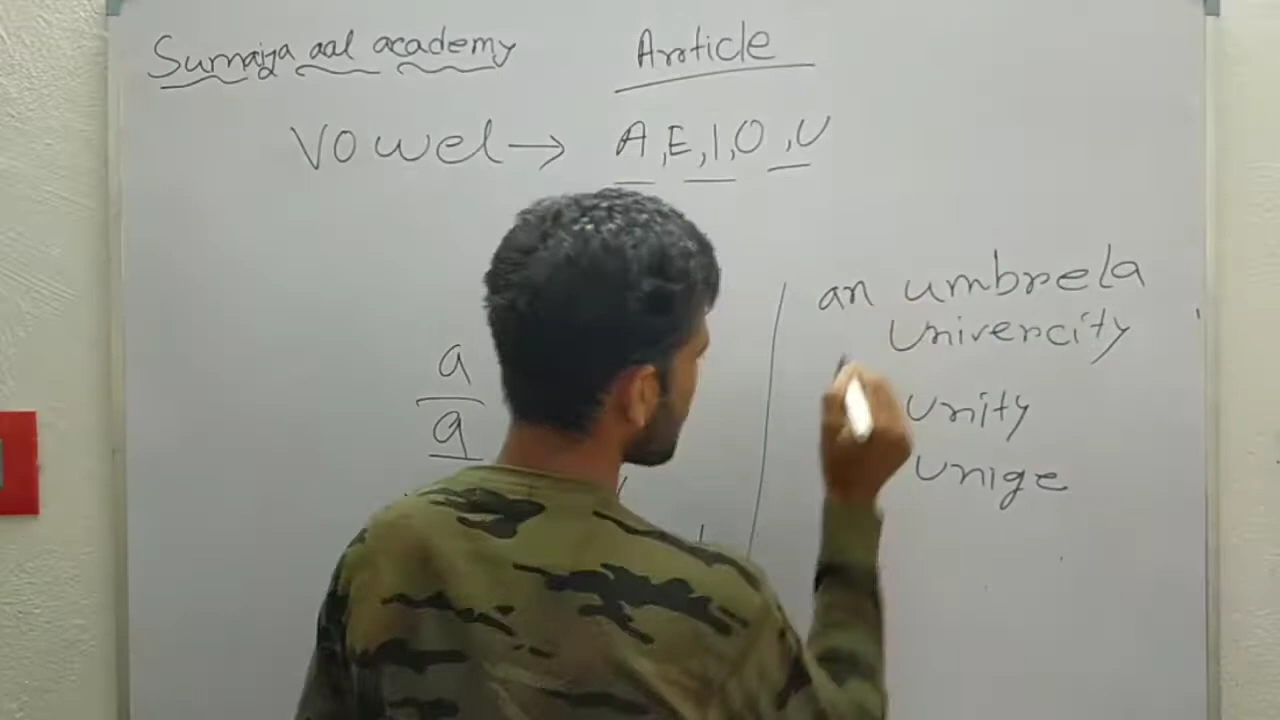 Sumaiya aal academy
Article
Vowel → A, E, I, O, U
a
a
an umbrela
Univercity
Unity
Unige